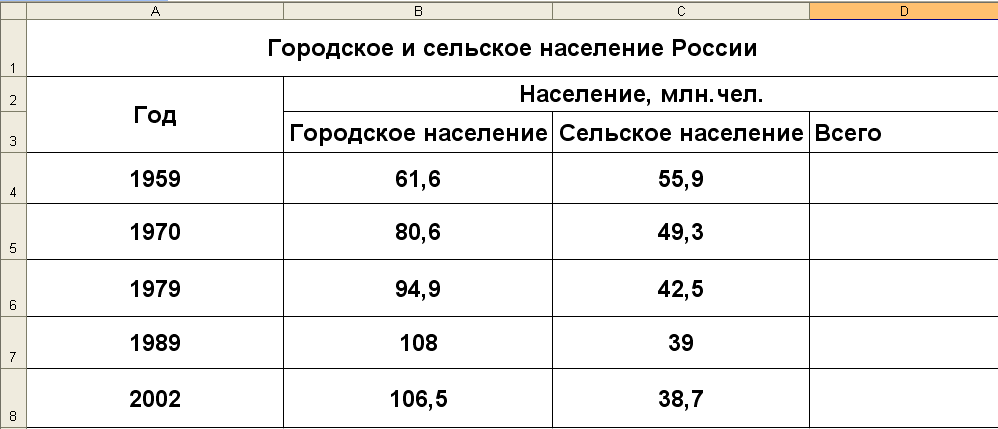 A B C D
1 Городское и сельское население России
2 Год Население, млн.чел.
3 Городское население Сельское население Всего
4 1959 61,6 55,9
5 1970 80,6 49,3
6 1979 94,9 42,5
7 1989 108 39
8 2002 106,5 38,7